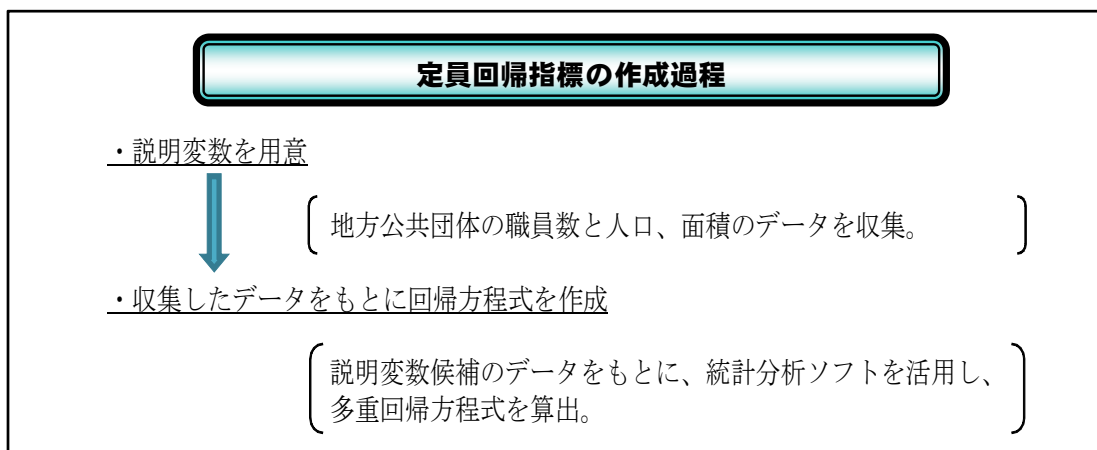 定員回帰指標の作成過程
・説明変数を用意
地方公共団体の職員数と人口、面積のデータを収集。
・収集したデータをもとに回帰方程式を作成
説明変数候補のデータをもとに、統計分析ソフトを活用し、
多重回帰方程式を算出。